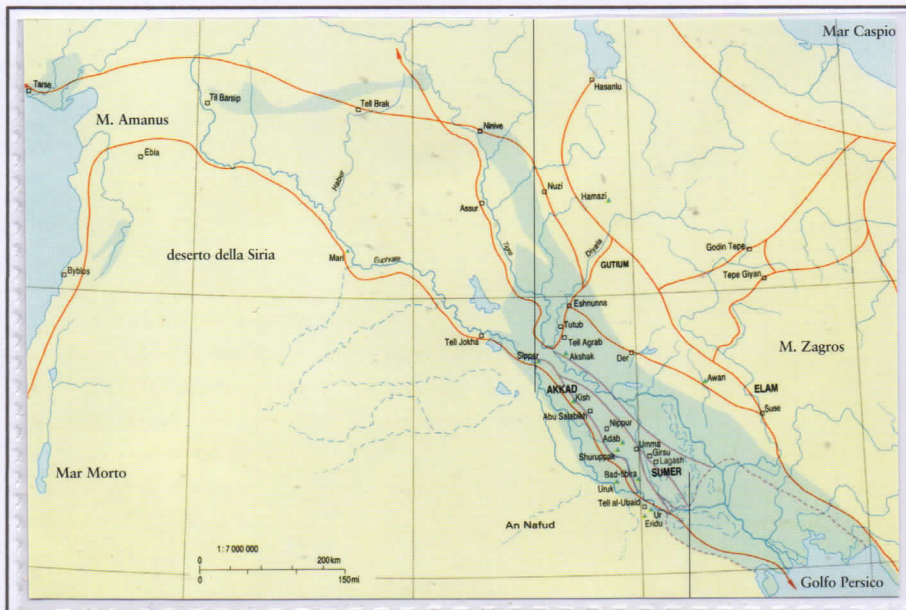 Mar Caspio
Tarse
Til Barsip
Hasanlu
Tell Brak
M. Amanus
Ninive
Ebla
Habur
Nuzi
Hamazi
Assur
Tigre
Diyala
Godin Tepe
deserto della Siria
Mari
Euphrate
GUTIUM
Byblos
Tepe Giyan
Eshnunna
Tutub
Tell Jokha
Tell Agrab
Sippar
Akshak
Der
M. Zagros
AKKAD
Awan
ELAM
Kish
Abu Salabikh
Suse
Nippur
Adab
Umma
Shuruppak
Girsu
Lagash
Mar Morto
Bad-tibira
SUMER
Uruk
Tell al-Ubaid
Ur
An Nafud
Eridu
1:7 000 000
0 200 km
0 150 mi
Golfo Persico